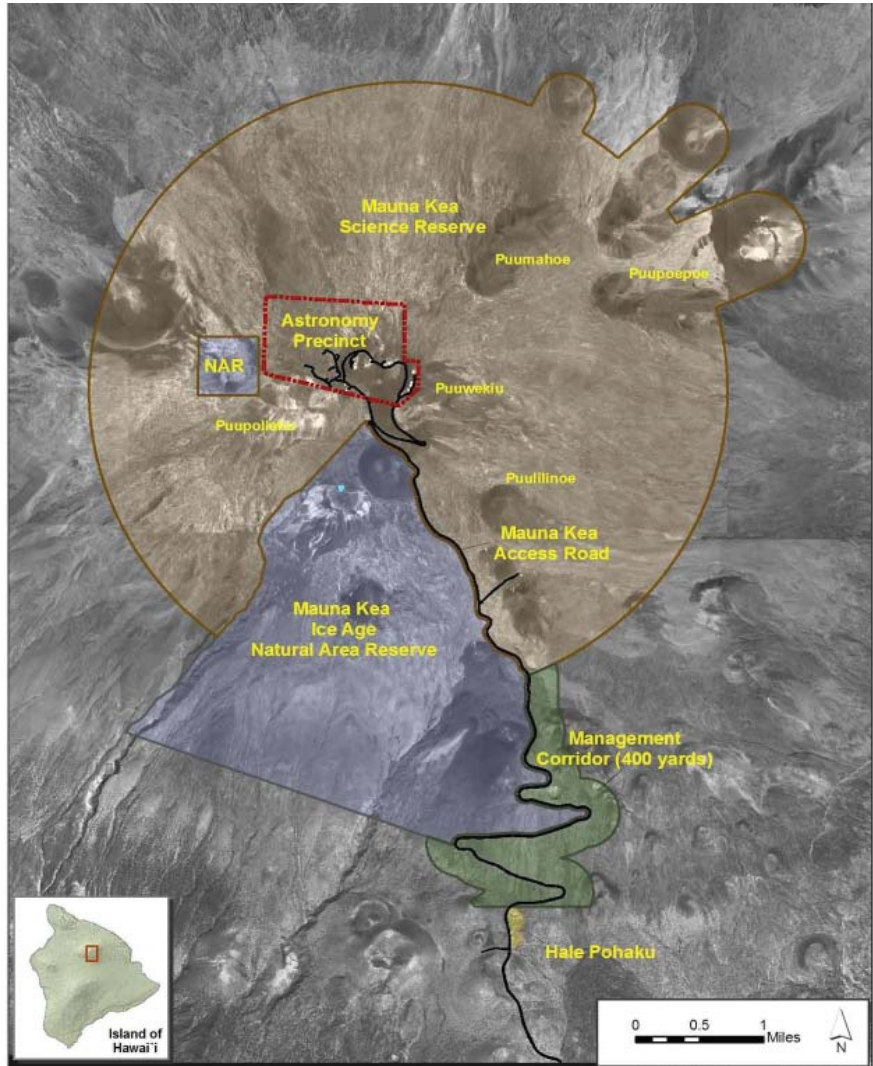 Mauna Kea
Science Reserve
Puumahoe
Puupoepoe
Astronomy
Precinct
NAR
Puuwekiu
Puupoliahu
Puulilinoe
Mauna Kea
Access Road
Mauna Kea
Ice Age
Natural Area Reserve
Management
Corridor (400 yards)
Hale Pohaku
Island of
Hawai`i
0 0.5 1
Miles
N